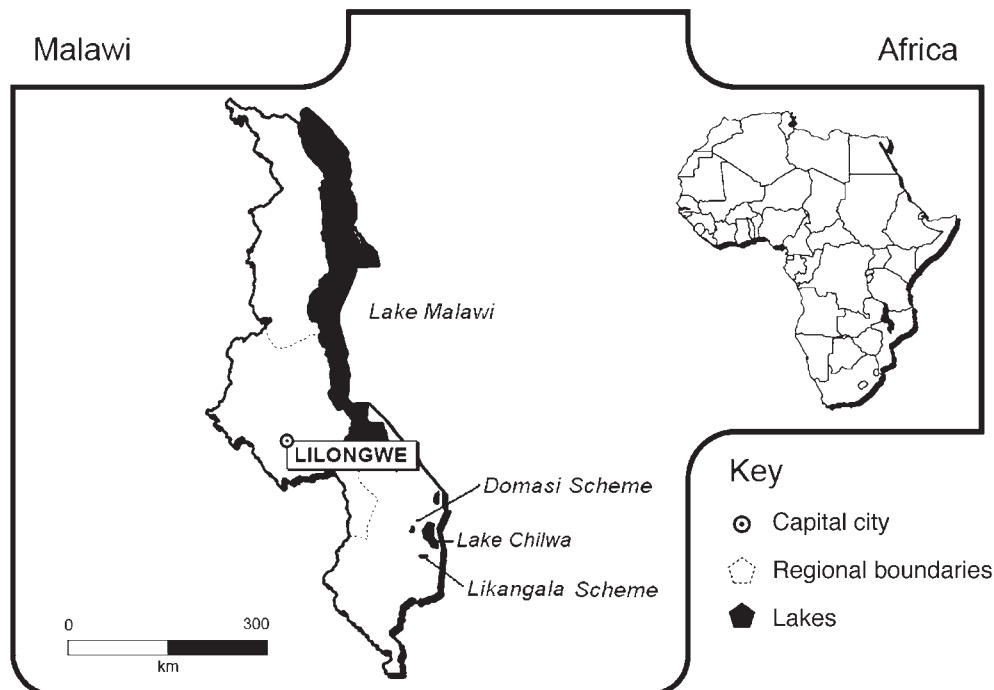 Malawi
Africa
Lake Malawi
LILONGWE
Domasi Scheme
Lake Chilwa
Likangala Scheme
0 300
km
Key
Capital city
Regional boundaries
Lakes